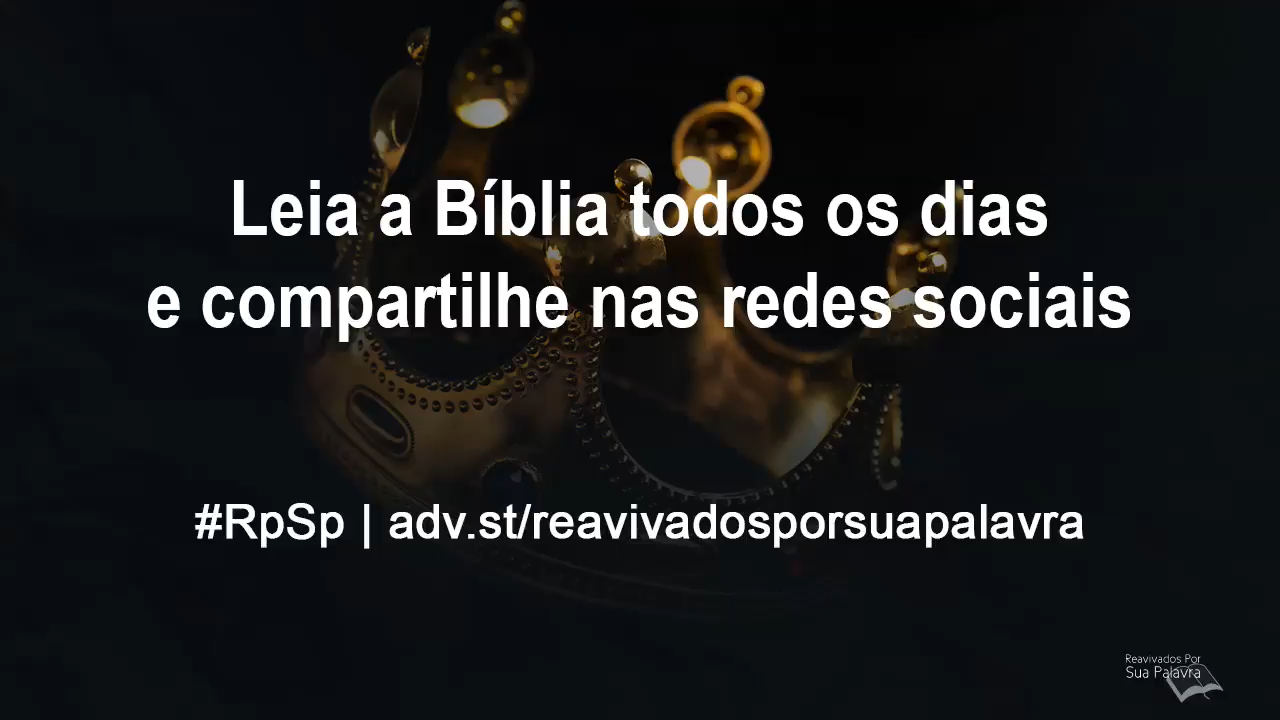 Leia a Bíblia todos os dias
e compartilhe nas redes sociais
#RpSp | adv.st/reavivadosporsuapalavra
Reavivados Por
Sua Palavra